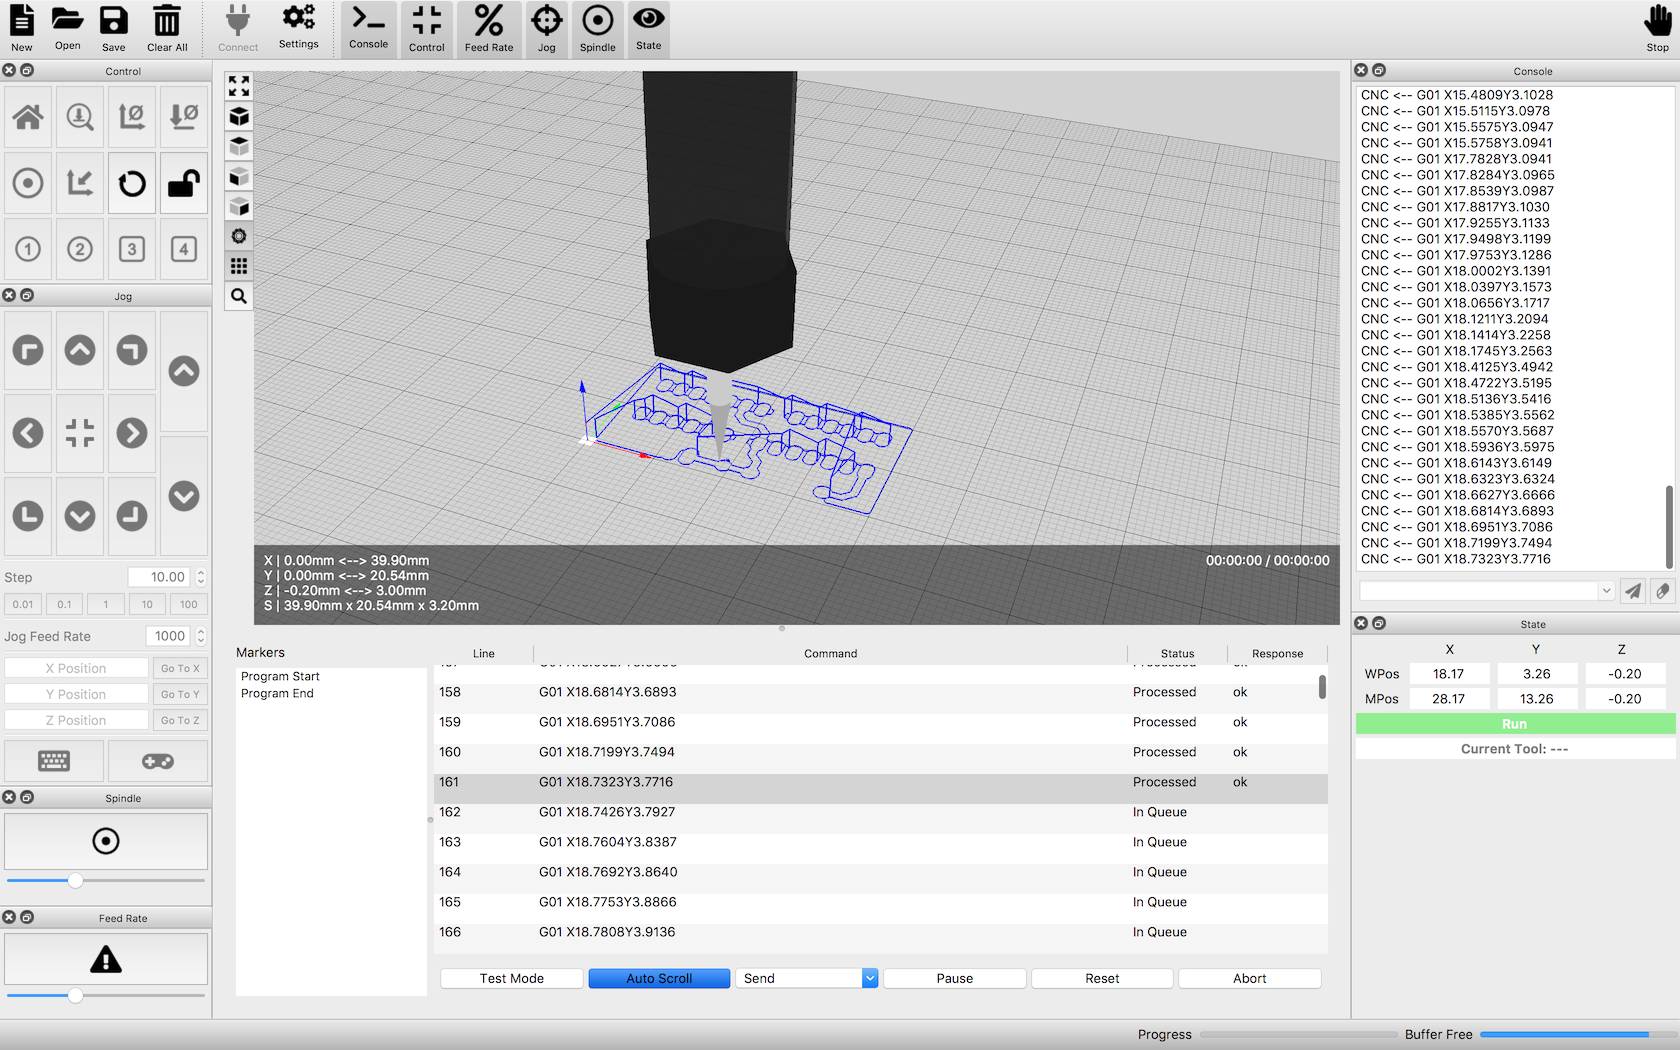 New
Open
Save
Clear All
Connect
Settings
Console
Control
Feed Rate
Jog
Spindle
State
Stop
Control
1
2
3
4
Jog
Step
10.00
0.01
0.1
1
10
100
Jog Feed Rate
1000
X Position
Go To X
Y Position
Go To Y
Z Position
Go To Z
Spindle
Feed Rate
X | 0.00mm <--> 39.90mm
Y | 0.00mm <--> 20.54mm
Z | -0.20mm <--> 3.00mm
S | 39.90mm x 20.54mm x 3.20mm
00:00:00 / 00:00:00
Markers
Program Start
Program End
Line Command Status Response
158 G01 X18.6814Y3.6893 Processed ok
159 G01 X18.6951Y3.7086 Processed ok
160 G01 X18.7199Y3.7494 Processed ok
161 G01 X18.7323Y3.7716 Processed ok
162 G01 X18.7426Y3.7927 In Queue
163 G01 X18.7604Y3.8387 In Queue
164 G01 X18.7692Y3.8640 In Queue
165 G01 X18.7753Y3.8866 In Queue
166 G01 X18.7808Y3.9136 In Queue
Test Mode
Auto Scroll
Send
Pause
Reset
Abort
Console
CNC <-- G01 X15.4809Y3.1028
CNC <-- G01 X15.5115Y3.0978
CNC <-- G01 X15.5575Y3.0947
CNC <-- G01 X15.5758Y3.0941
CNC <-- G01 X17.7828Y3.0941
CNC <-- G01 X17.8284Y3.0965
CNC <-- G01 X17.8539Y3.0987
CNC <-- G01 X17.8817Y3.1030
CNC <-- G01 X17.9255Y3.1133
CNC <-- G01 X17.9498Y3.1199
CNC <-- G01 X17.9753Y3.1286
CNC <-- G01 X18.0002Y3.1391
CNC <-- G01 X18.0397Y3.1573
CNC <-- G01 X18.0656Y3.1717
CNC <-- G01 X18.1211Y3.2094
CNC <-- G01 X18.1414Y3.2258
CNC <-- G01 X18.1745Y3.2563
CNC <-- G01 X18.4125Y3.4942
CNC <-- G01 X18.4722Y3.5195
CNC <-- G01 X18.5136Y3.5416
CNC <-- G01 X18.5385Y3.5562
CNC <-- G01 X18.5570Y3.5687
CNC <-- G01 X18.5936Y3.5975
CNC <-- G01 X18.6143Y3.6149
CNC <-- G01 X18.6323Y3.6324
CNC <-- G01 X18.6627Y3.6666
CNC <-- G01 X18.6814Y3.6893
CNC <-- G01 X18.6951Y3.7086
CNC <-- G01 X18.7199Y3.7494
CNC <-- G01 X18.7323Y3.7716
State
X Y Z
WPos 18.17 3.26 -0.20
MPos 28.17 13.26 -0.20
Run
Current Tool: ---
Progress
Buffer Free